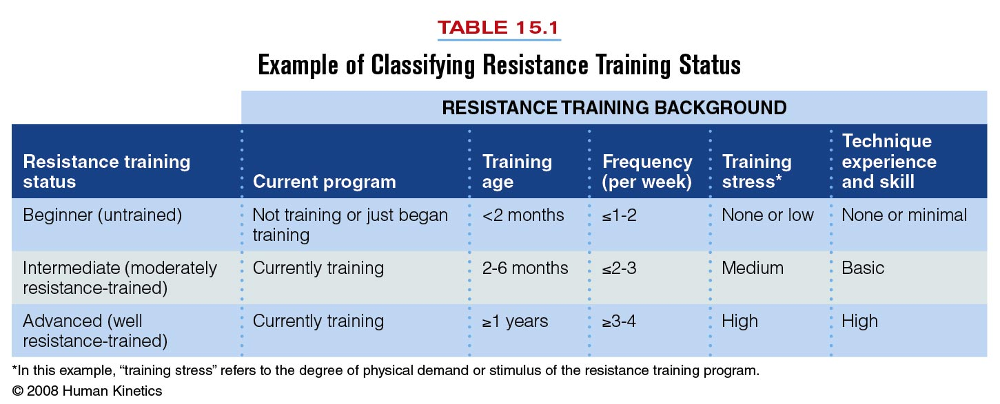 TABLE 15.1
Example of Classifying Resistance Training Status
RESISTANCE TRAINING BACKGROUND
Resistance training status Current program Training age Frequency (per week) Training stress* Technique experience and skill
Beginner (untrained) Not training or just began training <2 months ≤1-2 None or low None or minimal
Intermediate (moderately resistance-trained) Currently training 2-6 months ≤2-3 Medium Basic
Advanced (well resistance-trained) Currently training ≥1 years ≥3-4 High High
*In this example, “training stress” refers to the degree of physical demand or stimulus of the resistance training program.
© 2008 Human Kinetics